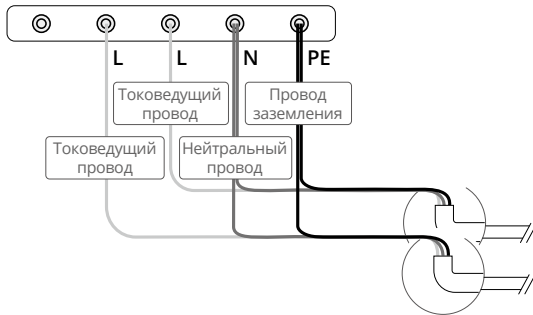 L L N PE
Токоведущий
провод
Провод
заземления
Токоведущий
провод
Нейтральный
провод